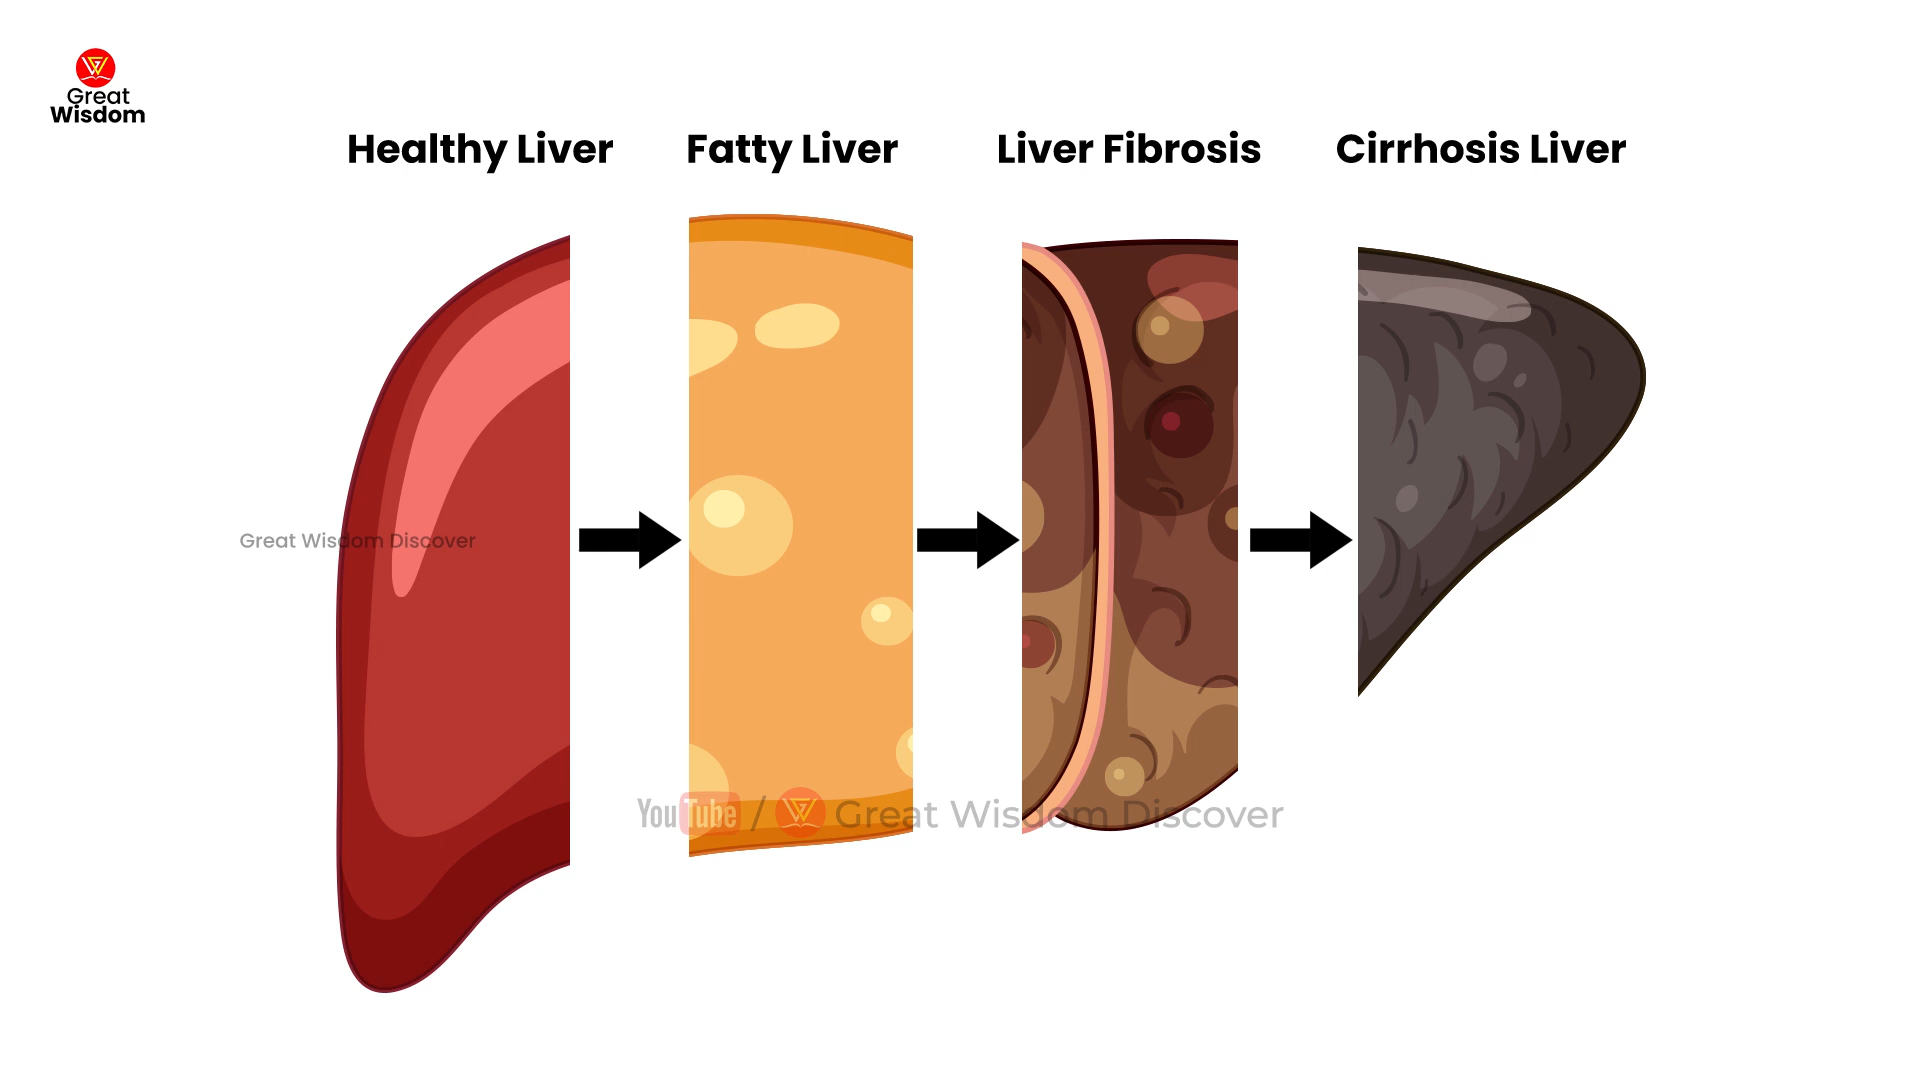 Great
Wisdom
Healthy Liver
Fatty Liver
Liver Fibrosis
Cirrhosis Liver
Great Wisdom Discover
YouTube / Great Wisdom Discover